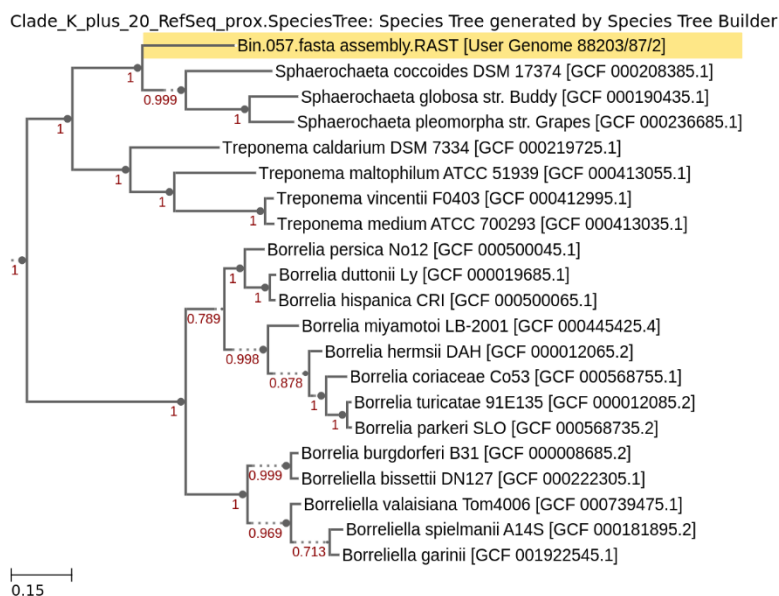 Clade_K_plus_20_RefSeq_prox.SpeciesTree: Species Tree generated by Species Tree Builder
Bin.057.fasta assembly.RAST [User Genome 88203/87/2]
1
Sphaerochaeta coccoides DSM 17374 [GCF 000208385.1]
0.999
Sphaerochaeta globosa str. Buddy [GCF 000190435.1]
1
Sphaerochaeta pleomorpha str. Grapes [GCF 000236685.1]
1
Treponema caldarium DSM 7334 [GCF 000219725.1]
1
Treponema maltophilum ATCC 51939 [GCF 000413055.1]
1
Treponema vincentii F0403 [GCF 000412995.1]
1
Treponema medium ATCC 700293 [GCF 000413035.1]
Borrelia persica No12 [GCF 000500045.1]
1
1
Borrelia duttonii Ly [GCF 000019685.1]
1
Borrelia hispanica CRI [GCF 000500065.1]
0.789
Borrelia miyamotoi LB-2001 [GCF 000445425.4]
0.998
Borrelia hermsii DAH [GCF 000012065.2]
0.878
Borrelia coriaceae Co53 [GCF 000568755.1]
1
Borrelia turicatae 91E135 [GCF 000012085.2]
1
1
Borrelia parkeri SLO [GCF 000568735.2]
Borrelia burgdorferi B31 [GCF 000008685.2]
0.999
Borreliella bissettii DN127 [GCF 000222305.1]
1
Borreliella valaisiana Tom4006 [GCF 000739475.1]
0.969
Borreliella spielmanii A14S [GCF 000181895.2]
0.713
Borreliella garinii [GCF 001922545.1]
0.15